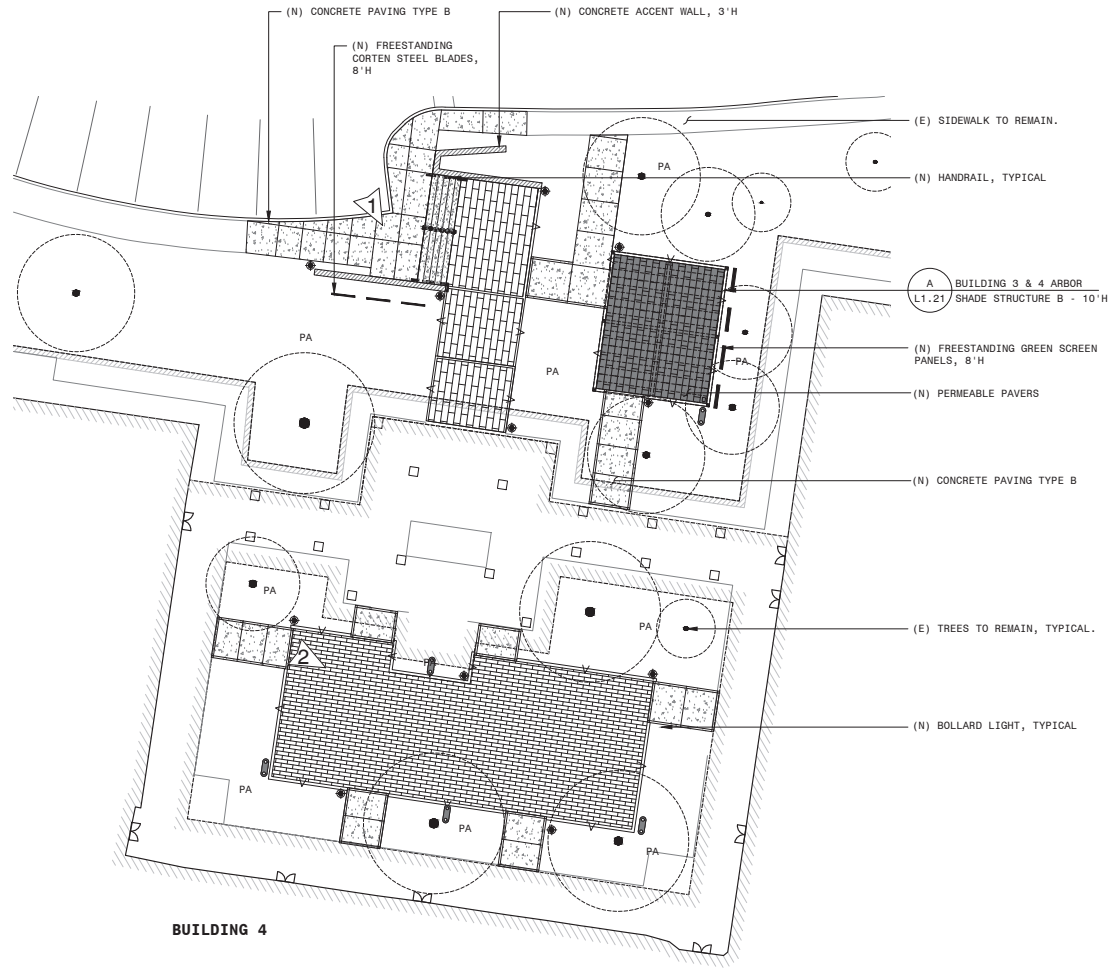 (N) CONCRETE PAVING TYPE B
(N) CONCRETE ACCENT WALL, 3'H
(N) FREESTANDING
CORTEN STEEL BLADES,
8'H
(E) SIDEWALK TO REMAIN.
PA
(N) HANDRAIL, TYPICAL
1
A
L1.21
BUILDING 3 & 4 ARBOR
SHADE STRUCTURE B - 10'H
PA
(N) FREESTANDING GREEN SCREEN
PANELS, 8'H
PA
PA
(N) PERMEABLE PAVERS
(N) CONCRETE PAVING TYPE B
PA
PA
(E) TREES TO REMAIN, TYPICAL.
2
(N) BOLLARD LIGHT, TYPICAL
PA
PA
PA
BUILDING 4